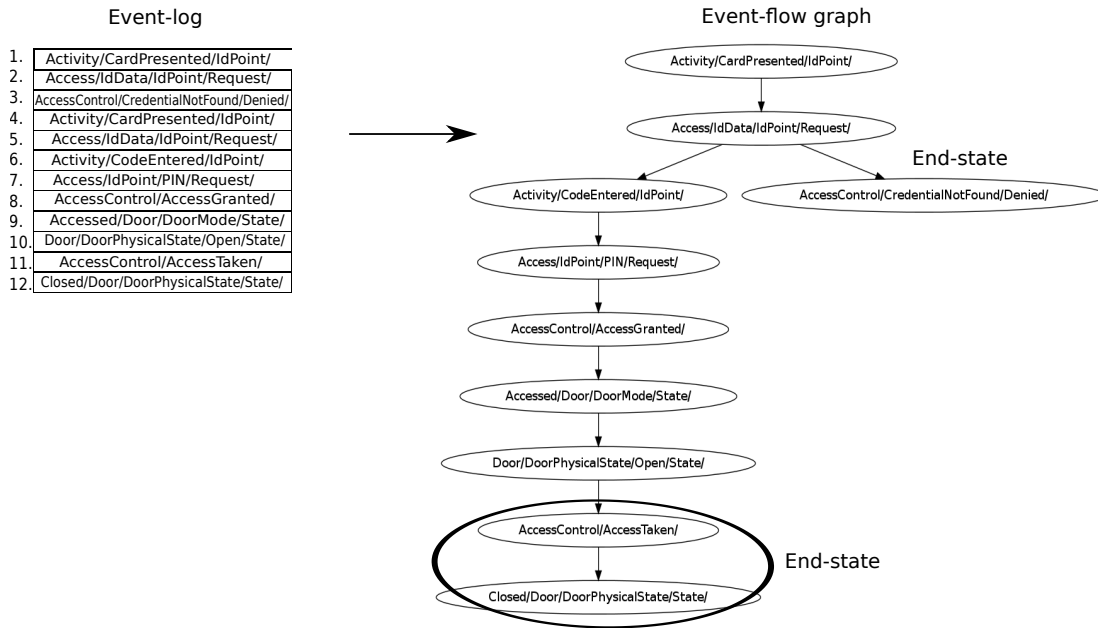 Event-log
1. Activity/CardPresented/IdPoint/
2. Access/IdData/IdPoint/Request/
3. AccessControl/CredentialNotFound/Denied/
4. Activity/CardPresented/IdPoint/
5. Access/IdData/IdPoint/Request/
6. Activity/CodeEntered/IdPoint/
7. Access/IdPoint/PIN/Request/
8. AccessControl/AccessGranted/
9. Accessed/Door/DoorMode/State/
10. Door/DoorPhysicalState/Open/State/
11. AccessControl/AccessTaken/
12. Closed/Door/DoorPhysicalState/State/
Event-flow graph
Activity/CardPresented/IdPoint/
Access/IdData/IdPoint/Request/
End-state
Activity/CodeEntered/IdPoint/
AccessControl/CredentialNotFound/Denied/
Access/IdPoint/PIN/Request/
AccessControl/AccessGranted/
Accessed/Door/DoorMode/State/
Door/DoorPhysicalState/Open/State/
AccessControl/AccessTaken/
End-state
Closed/Door/DoorPhysicalState/State/